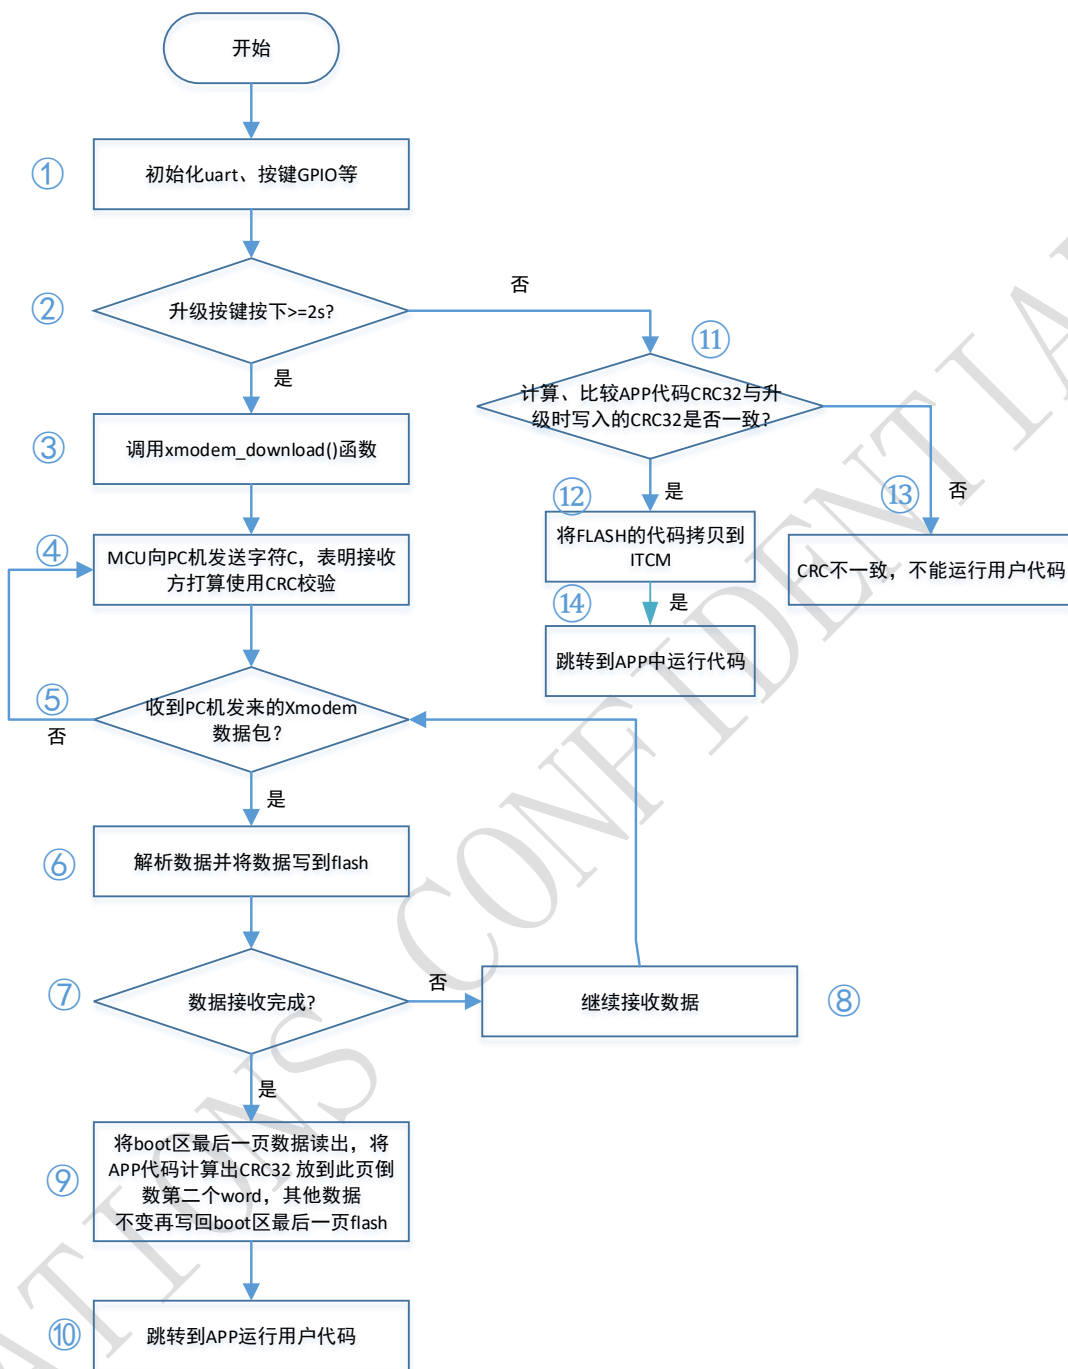 开始
①
初始化uart、按键GPIO等
②
升级按键按下>=2s?
否
是
⑪
计算、比较APP代码CRC32与升
级时写入的CRC32是否一致?
③
调用xmodem_download()函数
⑫
是
⑬
否
将FLASH的代码拷贝到
ITCM
CRC不一致，不能运行用户代码
④
MCU向PC机发送字符C，表明接收
方打算使用CRC校验
⑭
是
跳转到APP中运行代码
⑤
否
收到PC机发来的Xmodem
数据包?
是
⑥
解析数据并将数据写到flash
⑦
数据接收完成?
否
继续接收数据
⑧
是
⑨
将boot区最后一页数据读出，将
APP代码计算出CRC32 放到此页倒
数第二个word，其他数据
不变再写回boot区最后一页flash
⑩
跳转到APP运行用户代码
ATIONS CONFIDENTIA